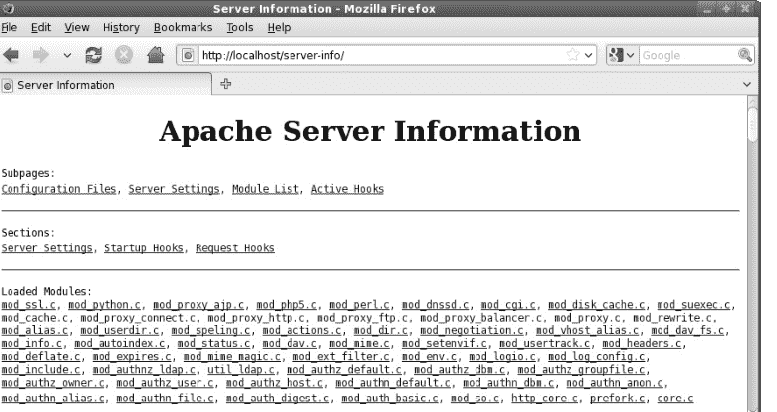 Server Information - Mozilla Firefox
File Edit View History Bookmarks Tools Help
http://localhost/server-info/ Google
Server Information
Apache Server Information
Subpages:
Configuration Files, Server Settings, Module List, Active Hooks
Sections:
Server Settings, Startup Hooks, Request Hooks
Loaded Modules:
mod_ssl.c, mod_python.c, mod_proxy_ajp.c, mod_php5.c, mod_perl.c, mod_dnssd.c, mod_cgi.c, mod_disk_cache.c, mod_suexec.c,
mod_cache.c, mod_proxy_connect.c, mod_proxy_http.c, mod_proxy_ftp.c, mod_proxy_balancer.c, mod_proxy.c, mod_rewrite.c,
mod_alias.c, mod_userdir.c, mod_speling.c, mod_actions.c, mod_dir.c, mod_negotiation.c, mod_vhost_alias.c, mod_dav_fs.c,
mod_info.c, mod_autoindex.c, mod_status.c, mod_dav.c, mod_mime.c, mod_setenvif.c, mod_usertrack.c, mod_headers.c,
mod_deflate.c, mod_expires.c, mod_mime_magic.c, mod_ext_filter.c, mod_env.c, mod_logio.c, mod_log_config.c,
mod_include.c, mod_authnz_ldap.c, util_ldap.c, mod_authz_default.c, mod_authz_dbm.c, mod_authz_groupfile.c,
mod_authz_owner.c, mod_authz_user.c, mod_authz_host.c, mod_authn_default.c, mod_authn_dbm.c, mod_authn_anon.c,
mod_authn_alias.c, mod_authn_file.c, mod_auth_digest.c, mod_auth_basic.c, mod_so.c, http_core.c, prefork.c, core.c